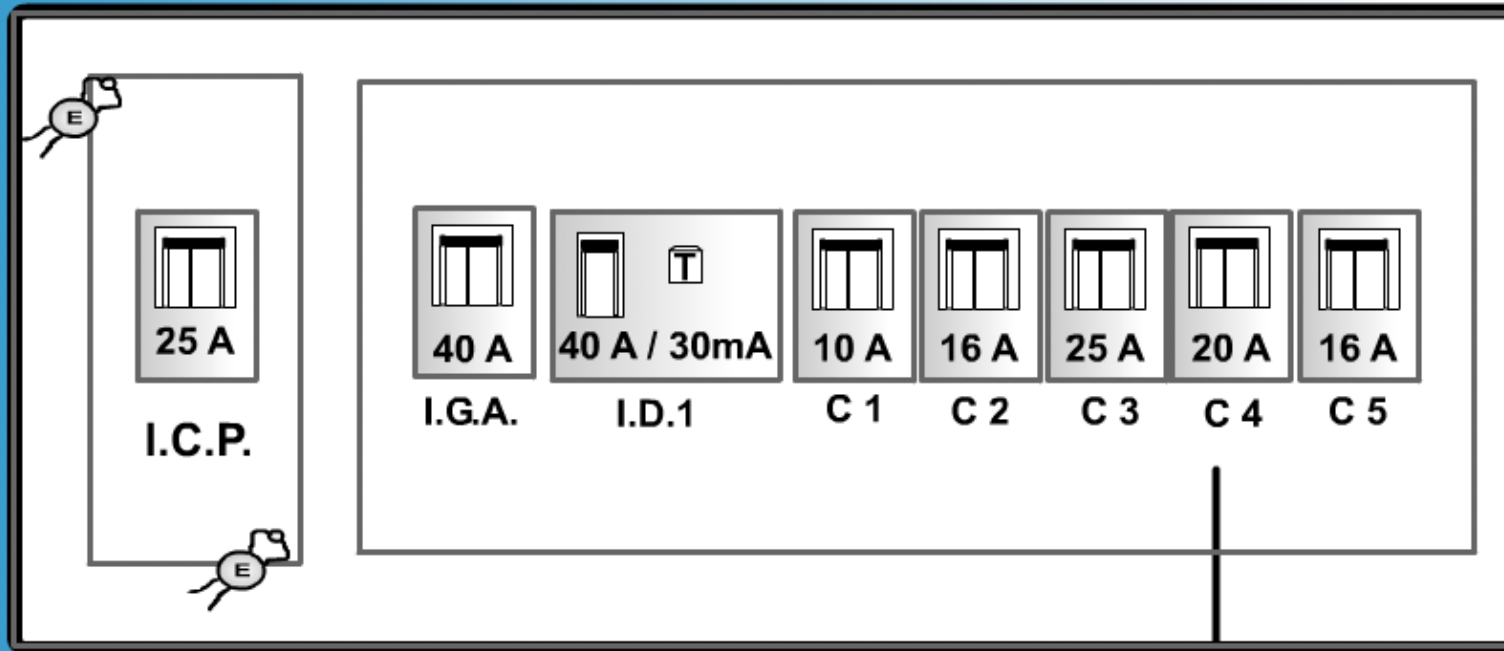 E
25 A
I.C.P.
E
40 A
I.G.A.
T
40 A / 30mA
I.D.1
10 A
C 1
16 A
C 2
25 A
C 3
20 A
C 4
16 A
C 5